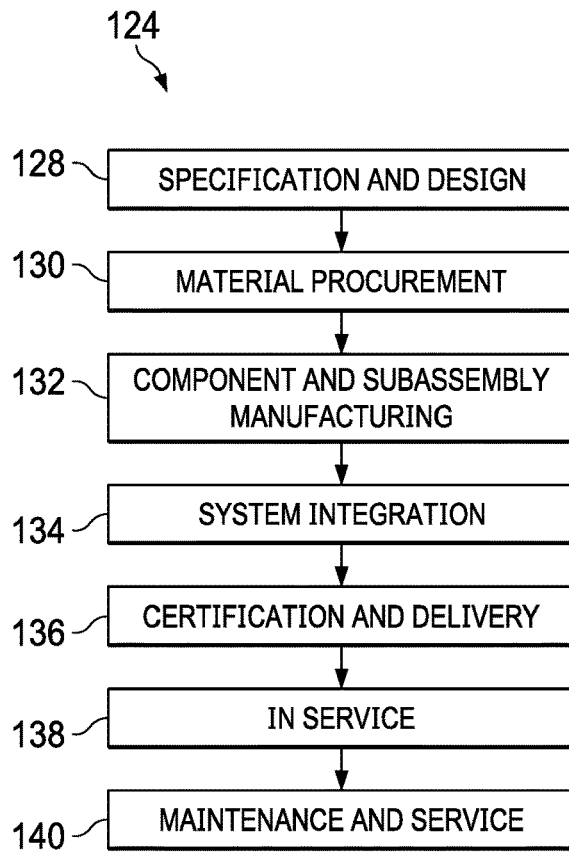 124
128
SPECIFICATION AND DESIGN
130
MATERIAL PROCUREMENT
132
COMPONENT AND SUBASSEMBLY
MANUFACTURING
134
SYSTEM INTEGRATION
136
CERTIFICATION AND DELIVERY
138
IN SERVICE
140
MAINTENANCE AND SERVICE